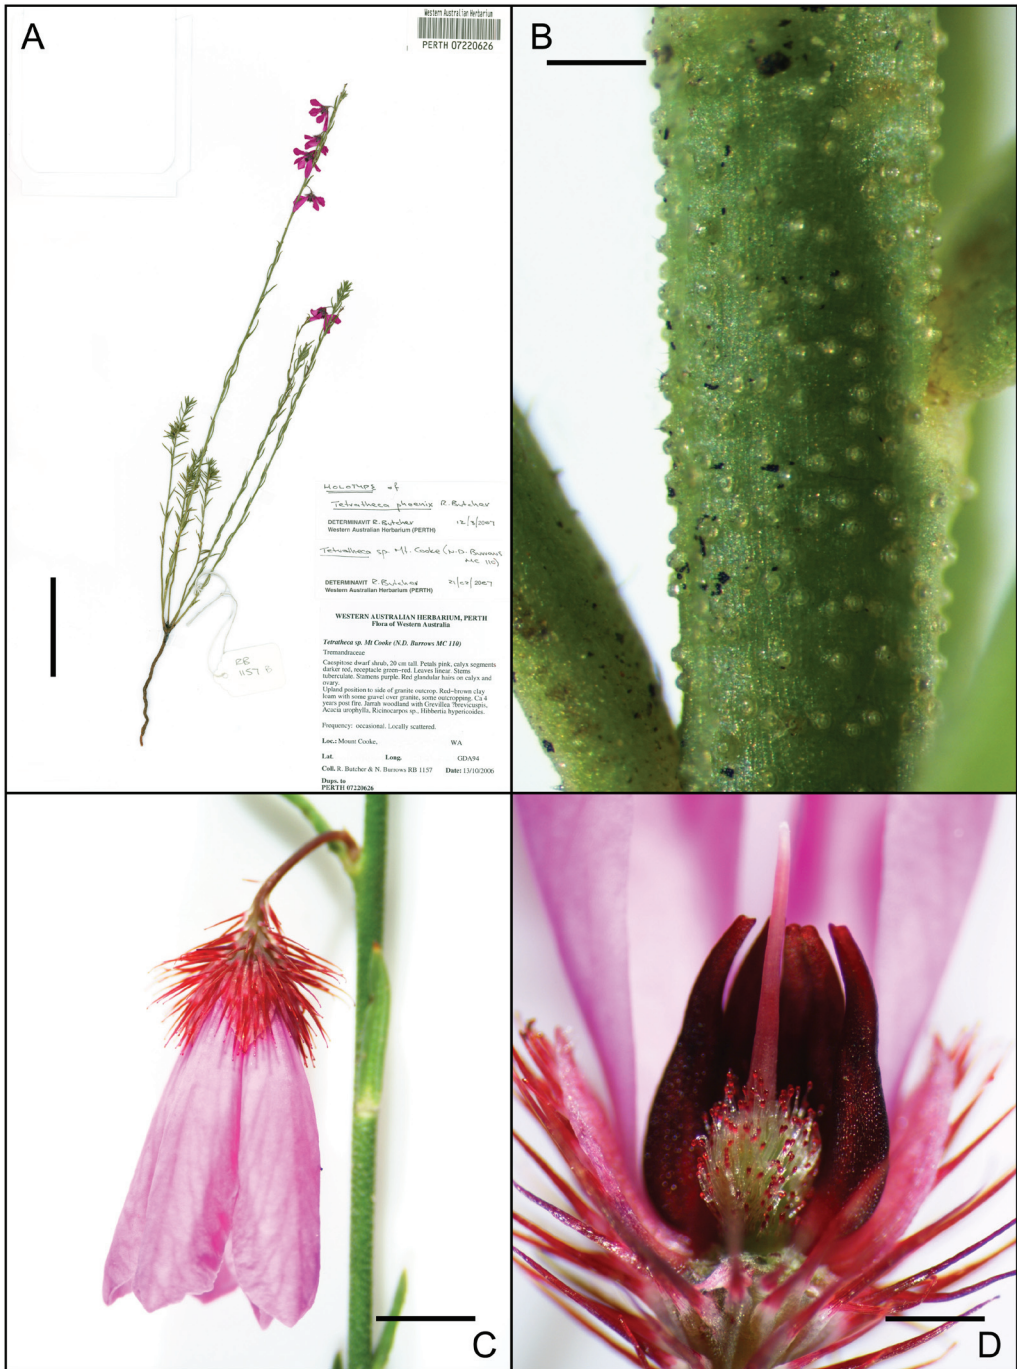 A
Western Australian Herbarium
PERTH 07220626
HOLOTYPE of
Tetratheca phoenix R. Butcher
DETERMINAVIT R. Butcher 12/3/2007
Western Australian Herbarium (PERTH)
Tetratheca sp. Mt. Cooke (N.D. Burrows
MC 110)
DETERMINAVIT R. Butcher 21/02/2007
Western Australian Herbarium (PERTH)
WESTERN AUSTRALIAN HERBARIUM, PERTH
Flora of Western Australia
Tetratheca sp. Mt Cooke (N.D. Burrows MC 110)
Tremandraceae
Caespitose dwarf shrub, 20 cm tall. Petals pink, calyx segments
darker red, receptacle green-red. Leaves linear. Stems
tuberculate. Stamens purple. Red glandular hairs on calyx and
ovary.
Upland position to side of granite outcrop. Red-brown clay
loam with some gravel over granite, some outcropping. Ca 4
years post fire. Jarrah woodland with Grevillea ?brevicuspis,
Acacia urophylla, Ricinocarpos sp., Hibbertia hypericoides.
Frequency: occasional. Locally scattered.
Loc.: Mount Cooke, WA
Lat. Long. GDA94
Coll. R. Butcher & N. Burrows RB 1157 Date: 13/10/2006
Dups. to
PERTH 07220626
RB
1157 B
B
C
D